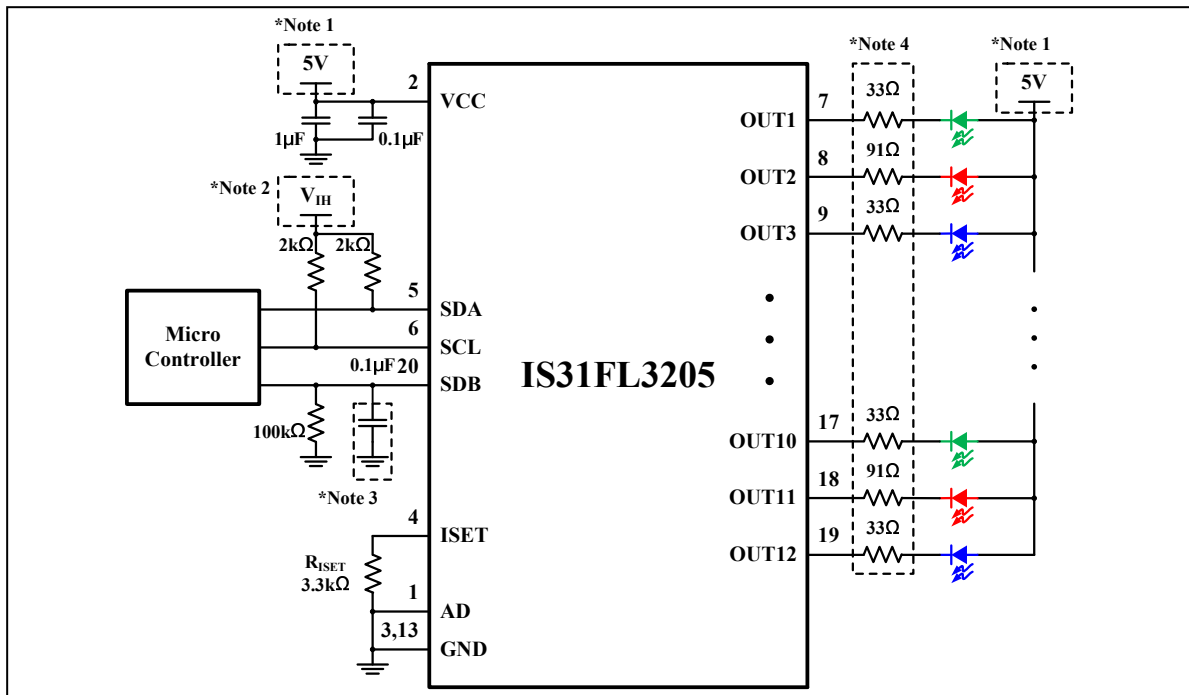 *Note 1
5V
2
VCC
1µF
0.1µF
*Note 2
VIH
2kΩ
2kΩ
Micro
Controller
5
SDA
6
SCL
0.1µF
20
SDB
100kΩ
*Note 3
4
ISET
RISET
3.3kΩ
1
AD
3,13
GND
IS31FL3205
*Note 4
*Note 1
5V
OUT1
7
33Ω
OUT2
8
91Ω
OUT3
9
33Ω
OUT10
17
33Ω
OUT11
18
91Ω
OUT12
19
33Ω